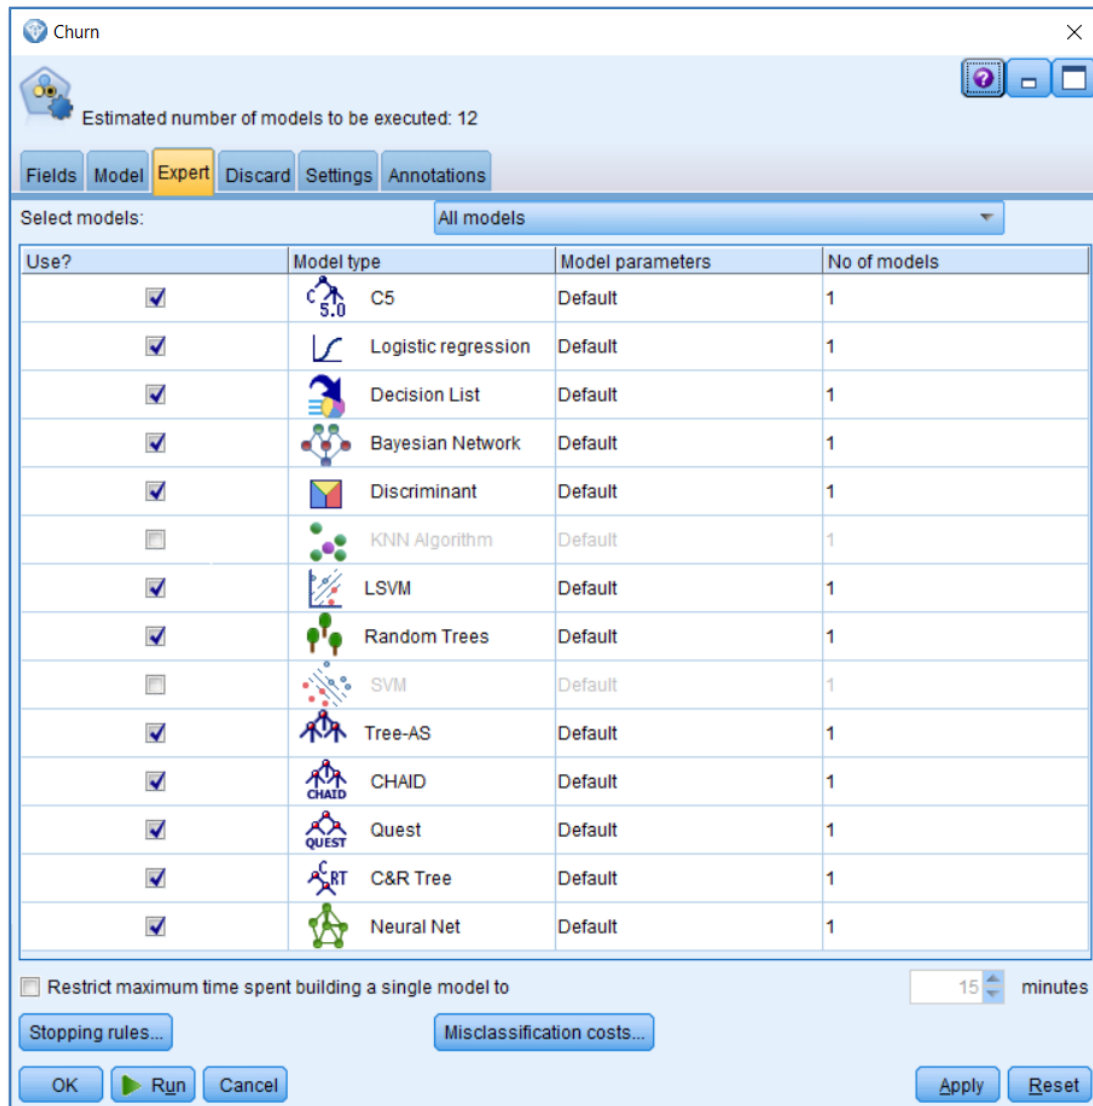 Churn
Estimated number of models to be executed: 12
Fields Model Expert Discard Settings Annotations
Select models: All models
Use? Model type Model parameters No of models
C 5.0 C5 Default 1
Logistic regression Default 1
Decision List Default 1
Bayesian Network Default 1
Discriminant Default 1
KNN Algorithm Default 1
LSVM Default 1
Random Trees Default 1
SVM Default 1
Tree-AS Default 1
CHAID CHAID Default 1
QUEST Quest Default 1
C RT C&R Tree Default 1
Neural Net Default 1
Restrict maximum time spent building a single model to 15 minutes
Stopping rules... Misclassification costs...
OK Run Cancel Apply Reset